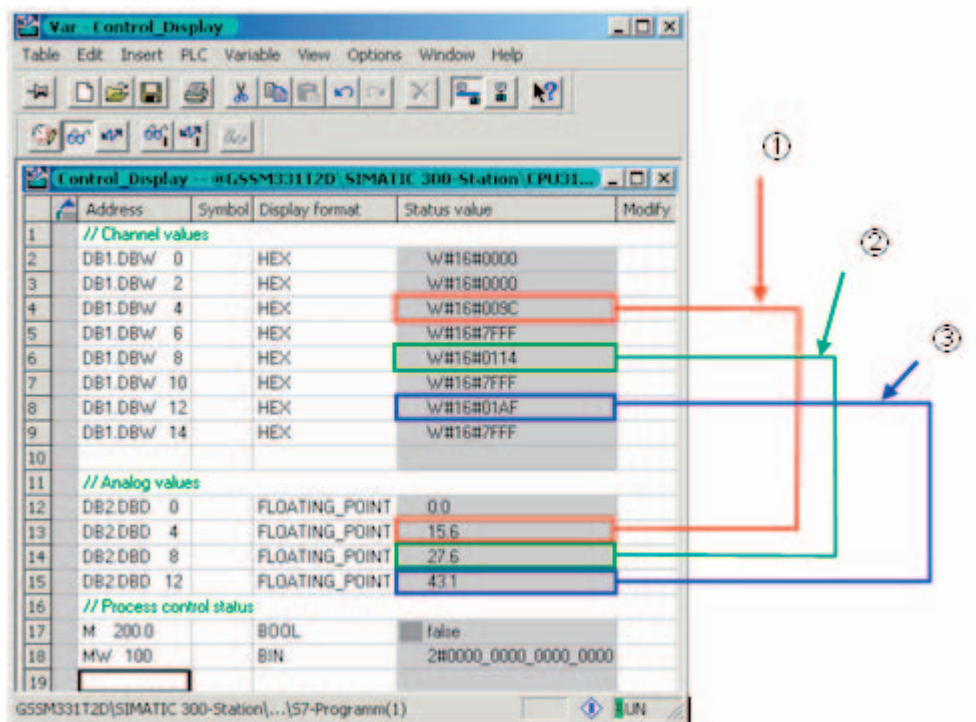 Var - Control_Display
Table Edit Insert PLC Variable View Options Window Help
Control_Display -- @GSSM331T2D\SIMATIC 300-Station\CPU31...
Address Symbol Display format Status value Modify
1 // Channel values
2 DB1.DBW 0 HEX W#16#0000
3 DB1.DBW 2 HEX W#16#0000
4 DB1.DBW 4 HEX W#16#009C
5 DB1.DBW 6 HEX W#16#7FFF
6 DB1.DBW 8 HEX W#16#0114
7 DB1.DBW 10 HEX W#16#7FFF
8 DB1.DBW 12 HEX W#16#01AF
9 DB1.DBW 14 HEX W#16#7FFF
10
11 // Analog values
12 DB2.DBD 0 FLOATING_POINT 0.0
13 DB2.DBD 4 FLOATING_POINT 15.6
14 DB2.DBD 8 FLOATING_POINT 27.6
15 DB2.DBD 12 FLOATING_POINT 43.1
16 // Process control status
17 M 200.0 BOOL false
18 MW 100 BIN 2#0000_0000_0000_0000
19
GSSM331T2D\SIMATIC 300-Station\...\S7-Programm(1) RUN
①
②
③